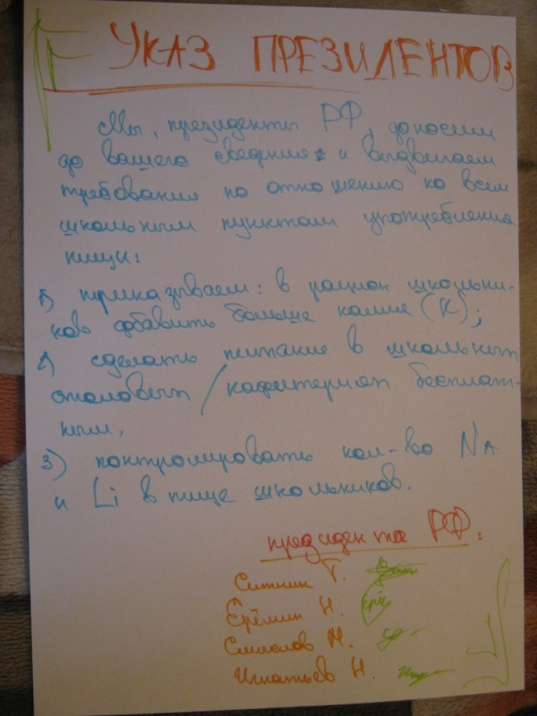 УКАЗ ПРЕЗИДЕНТОВ
Мы, президенты РФ, доносим
до вашего сведения и выдвигаем
требования по отношению ко всем
школьным пунктам употребления
пищи:
1) приказываем: в рацион школьни-
ков добавить больше калия (K);
2) сделать питание в школьных
столовых / кафетериях бесплат-
ным.
3) контролировать кол-во Na
и Li в пище школьников.
президенты РФ:
Ситник Т.
Ерёмин Н.
М.
Игнатьев Н.